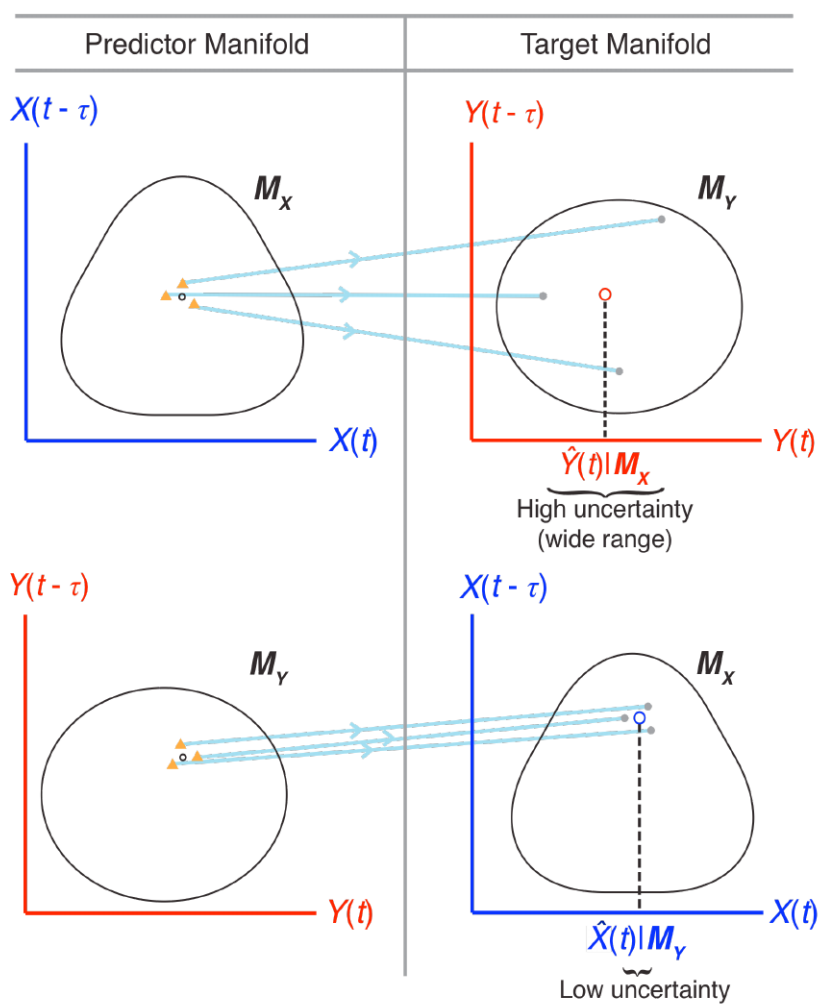 Predictor Manifold
Target Manifold
X(t - τ)
M_X
X(t)
Y(t - τ)
M_Y
Y(t)
Ŷ(t)|M_X
High uncertainty
(wide range)
Y(t - τ)
M_Y
Y(t)
X(t - τ)
M_X
X(t)
X̂(t)|M_Y
Low uncertainty